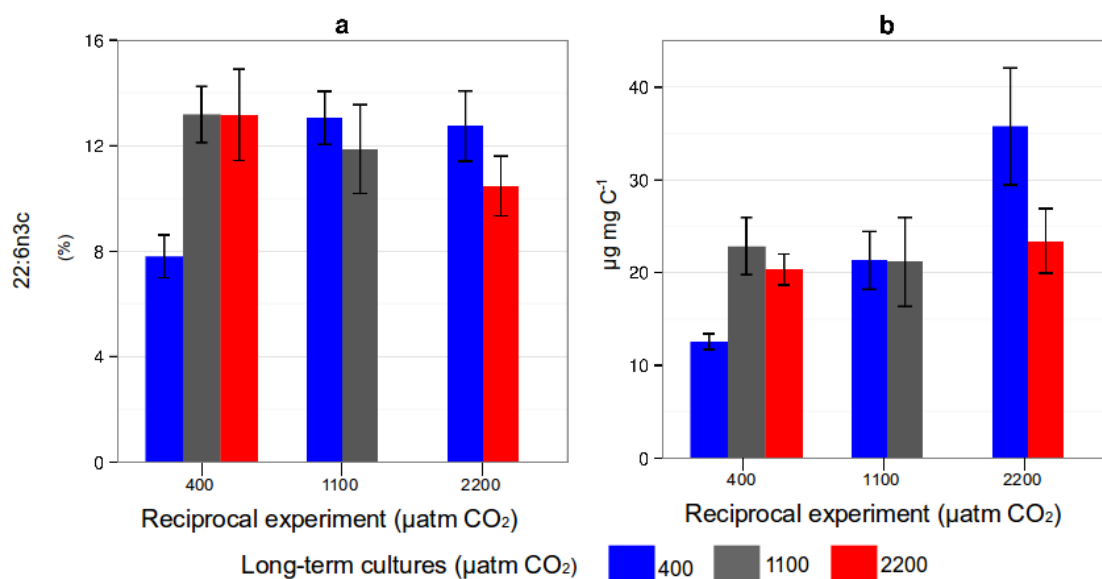 a
16
12
8
4
0
22:6n3c
(%)
400
1100
2200
Reciprocal experiment (µatm CO₂)
b
40
30
20
10
0
µg mg C⁻¹
400
1100
2200
Reciprocal experiment (µatm CO₂)
Long-term cultures (µatm CO₂) 400 1100 2200